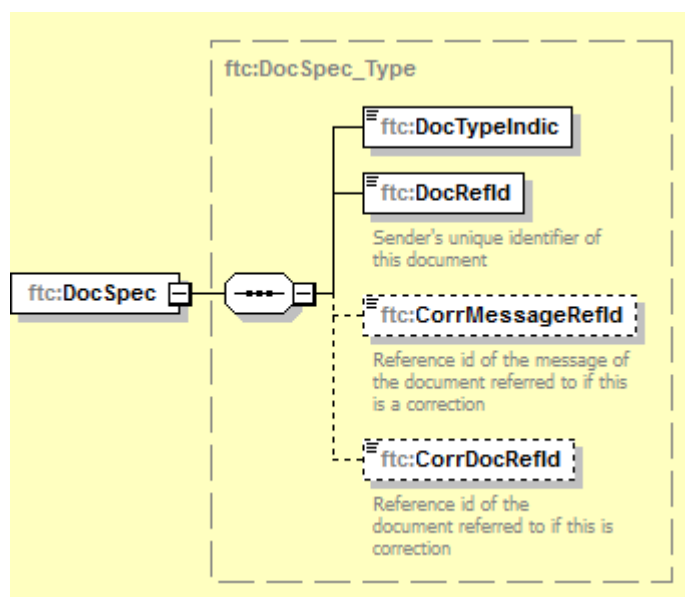 ftc:DocSpec_Type
ftc:DocTypeIndic
ftc:DocRefId
Sender's unique identifier of
this document
ftc:DocSpec
ftc:CorrMessageRefId
Reference id of the message of
the document referred to if this
is a correction
ftc:CorrDocRefId
Reference id of the
document referred to if this is
correction